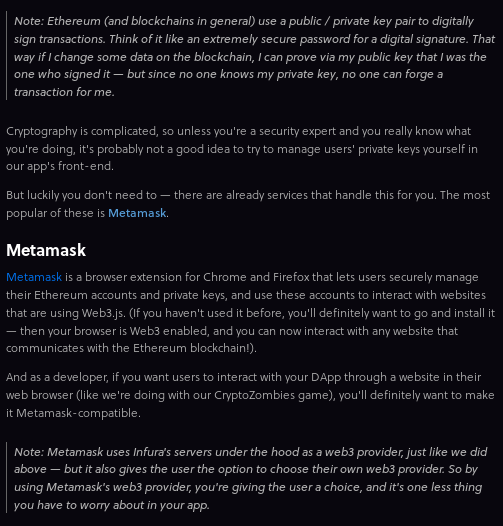 Note: Ethereum (and blockchains in general) use a public / private key pair to digitally
sign transactions. Think of it like an extremely secure password for a digital signature. That
way if I change some data on the blockchain, I can prove via my public key that I was the
one who signed it — but since no one knows my private key, no one can forge a
transaction for me.
Cryptography is complicated, so unless you're a security expert and you really know what
you're doing, it's probably not a good idea to try to manage users' private keys yourself in
our app's front-end.
But luckily you don't need to — there are already services that handle this for you. The most
popular of these is Metamask.
Metamask
Metamask is a browser extension for Chrome and Firefox that lets users securely manage
their Ethereum accounts and private keys, and use these accounts to interact with websites
that are using Web3.js. (If you haven't used it before, you'll definitely want to go and install it
— then your browser is Web3 enabled, and you can now interact with any website that
communicates with the Ethereum blockchain!).
And as a developer, if you want users to interact with your DApp through a website in their
web browser (like we're doing with our CryptoZombies game), you'll definitely want to make
it Metamask-compatible.
Note: Metamask uses Infura's servers under the hood as a web3 provider, just like we did
above — but it also gives the user the option to choose their own web3 provider. So by
using Metamask's web3 provider, you're giving the user a choice, and it's one less thing
you have to worry about in your app.